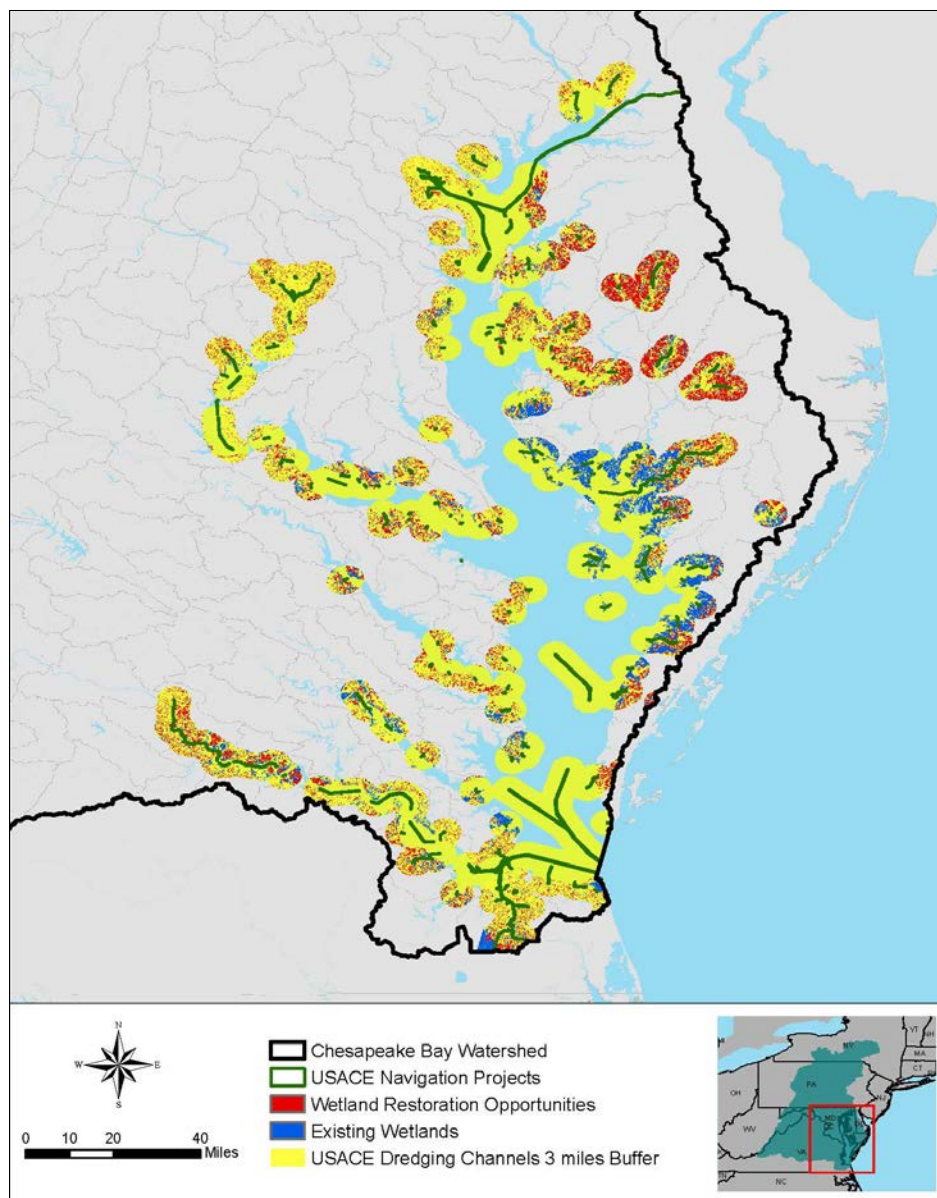 N
W E
S
0 10 20 40
Miles
Chesapeake Bay Watershed
USACE Navigation Projects
Wetland Restoration Opportunities
Existing Wetlands
USACE Dredging Channels 3 miles Buffer
VT
NH
NY
MA
CT
PA
NJ
OH
MD
WV
VA
NC